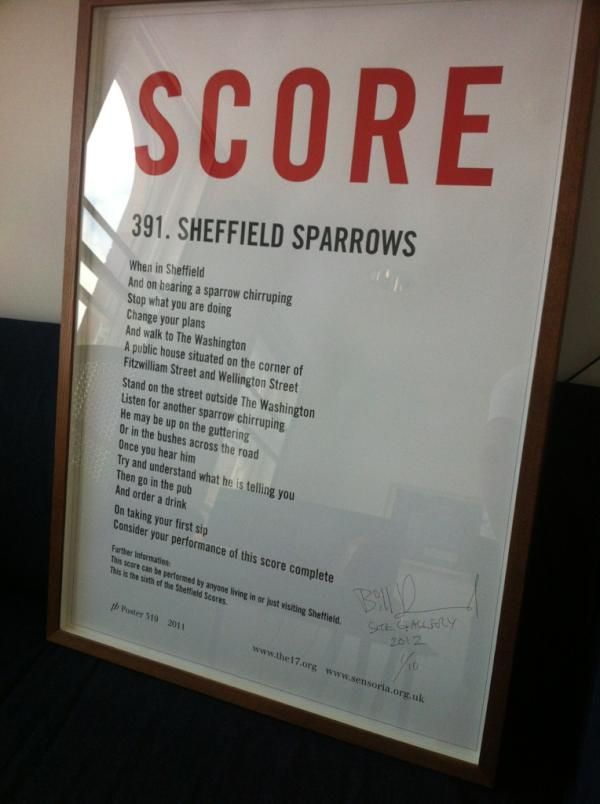 SCORE
391. SHEFFIELD SPARROWS
When in Sheffield
And on hearing a sparrow chirruping
Stop what you are doing
Change your plans
And walk to The Washington
A public house situated on the corner of
Fitzwilliam Street and Wellington Street
Stand on the street outside The Washington
Listen for another sparrow chirruping
He may be up on the guttering
Or in the bushes across the road
Once you hear him
Try and understand what he is telling you
Then go in the pub
And order a drink
On taking your first sip
Consider your performance of this score complete
Further Information:
This score can be performed by anyone living in or just visiting Sheffield.
This is the sixth of the Sheffield Scores.
Poster 519 2011
www.the17.org www.sensoria.org.uk
Bill
SITE GALLERY
2012
1/10